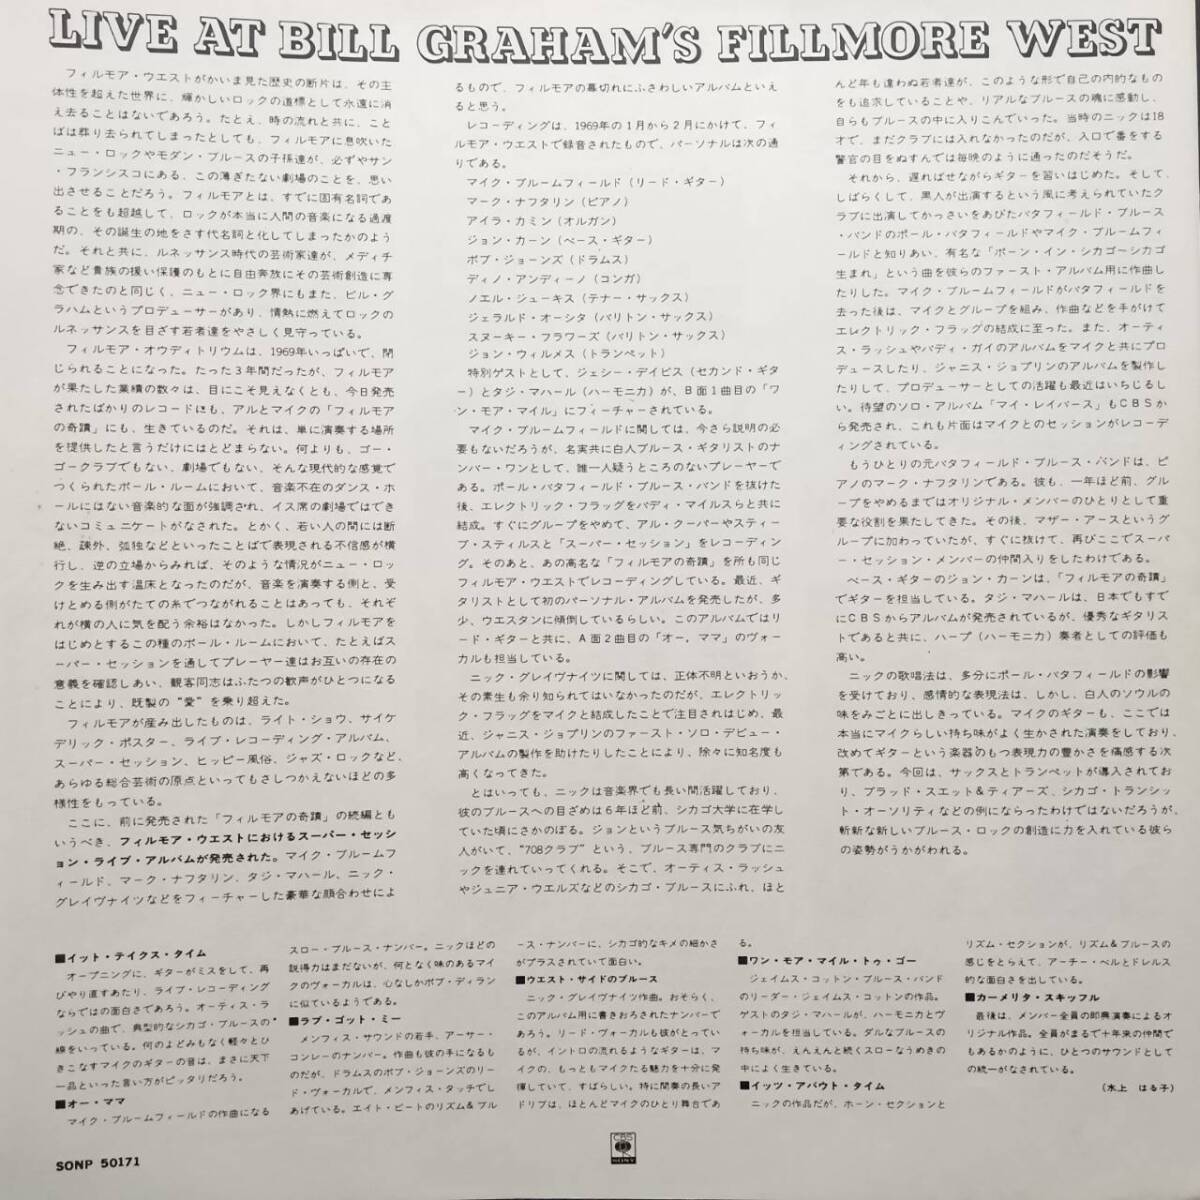 LIVE AT BILL GRAHAM'S FILLMORE WEST
フィルモア・ウエストがかいま見た歴史の断片は、その主
体性を超えた世界に、輝かしいロックの道標として永遠に消
え去ることはないであろう。たとえ、時の流れと共に、こと
ばは葬り去られてしまったとしても、フィルモアに息吹いた
ニュー・ロックやモダン・ブルースの子孫達が、必ずやサン
・フランシスコにある、この薄ぎたない劇場のことを、思い
出させることだろう。フィルモアとは、すでに固有名詞であ
ることをも超越して、ロックが本当に人間の音楽になる過渡
期の、その誕生の地をさす代名詞と化してしまったかのよう
だ。それと共に、ルネッサンス時代の芸術家達が、メディチ
家など貴族の援い保護のもとに自由奔放にその芸術創造に専
念できたのと同じく、ニュー・ロック界にもまた、ビル・グ
ラハムというプロデューサーがあり、情熱に燃えてロックの
ルネッサンスを目ざす若者達をやさしく見守っている。
フィルモア・オウディトリウムは、1969年いっぱいで、閉
じられることになった。たった3年間だったが、フィルモア
が果たした業績の数々は、目にこそ見えなくとも、今日発売
されたばかりのレコードにも、アルとマイクの「フィルモア
の奇蹟」にも、生きているのだ。それは、単に演奏する場所
を提供したと言うだけにはとどまらない。何よりも、ゴー・
ゴークラブでもない、劇場でもない、そんな現代的な感覚で
つくられたボール・ルームにおいて、音楽不在のダンス・ホ
ールにはない音楽的な面が強調され、イス席の劇場ではでき
ないコミュニケートがなされた。とかく、若い人の間には断
絶、疎外、弧独などといったことばで表現される不信感が横
行し、逆の立場からみれば、そのような情況がニュー・ロッ
クを生み出す温床となったのだが、音楽を演奏する側と、受
けとめる側がたての糸でつながれることはあっても、それぞ
れが横の人に気を配う余裕はなかった。しかしフィルモアを
はじめとするこの種のボール・ルームにおいて、たとえばス
ーパー・セッションを通してプレーヤー達はお互いの存在の
意義を確認しあい、観客同志はふたつの歓声がひとつになる
ことにより、既製の“愛”を乗り超えた。
フィルモアが産み出したものは、ライト・ショウ、サイケ
デリック・ポスター、ライブ・レコーディング・アルバム、
スーパー・セッション、ヒッピー風俗、ジャズ・ロックなど、
あらゆる総合芸術の原点といってもさしつかえないほどの多
様性をもっている。
ここに、前に発売された「フィルモアの奇蹟」の続編とも
いうべき、フィルモア・ウエストにおけるスーパー・セッシ
ョン・ライブ・アルバムが発売された。マイク・ブルームフ
ィールド、マーク・ナフタリン、タジ・マハール、ニック・
グレイヴナイツなどをフィーチャーした豪華な顔合わせによ
るもので、フィルモアの幕切れにふさわしいアルバムといえ
ると思う。
レコーディングは、1969年の1月から2月にかけて、フィ
ルモア・ウエストで録音されたもので、パーソナルは次の通
りである。
マイク・ブルームフィールド（リード・ギター）
マーク・ナフタリン（ピアノ）
アイラ・カミン（オルガン）
ジョン・カーン（ベース・ギター）
ボブ・ジョーンズ（ドラムス）
ディノ・アンディーノ（コンガ）
ノエル・ジューキス（テナー・サックス）
ジェラルド・オーシタ（バリトン・サックス）
スヌーキー・フラワーズ（バリトン・サックス）
ジョン・ウィルメス（トランペット）
特別ゲストとして、ジェシー・デイビス（セカンド・ギタ
ー）とタジ・マハール（ハーモニカ）が、B面1曲目の「ワ
ン・モア・マイル」にフィーチャーされている。
マイク・ブルームフィールドに関しては、今さら説明の必
要もないだろうが、名実共に白人ブルース・ギタリストのナ
ンバー・ワンとして、誰一人疑うところのないプレーヤーで
ある。ポール・バタフィールド・ブルース・バンドを抜けた
後、エレクトリック・フラッグをバディ・マイルスらと共に
結成。すぐにグループをやめて、アル・クーパーやスティー
ブ・スティルスと「スーパー・セッション」をレコーディン
グ。そのあと、あの高名な「フィルモアの奇蹟」を所も同じ
フィルモア・ウエストでレコーディングしている。最近、ギ
タリストとして初のパーソナル・アルバムを発売したが、多
少、ウエスタンに傾倒しているらしい。このアルバムではリ
ード・ギターと共に、A面2曲目の「オー，ママ」のヴォー
カルも担当している。
ニック・グレイヴナイツに関しては、正体不明といおうか、
その素生も余り知られてはいなかったのだが、エレクトリッ
ク・フラッグをマイクと結成したことで注目されはじめ、最
近、ジャニス・ジョプリンのファースト・ソロ・デビュー・
アルバムの製作を助けたりしたことにより、除々に知名度も
高くなってきた。
とはいっても、ニックは音楽界でも長い間活躍しており、
彼のブルースへの目ざめは6年ほど前、シカゴ大学に在学し
ていた頃にさかのぼる。ジョンというブルース気ちがいの友
人がいて、“708クラブ”という、ブルース専門のクラブにニ
ックを連れていってくれる。そこで、オーティス・ラッシュ
やジュニア・ウエルズなどのシカゴ・ブルースにふれ、ほと
んど年も違わぬ若者達が、このような形で自己の内的なもの
をも追求していることや、リアルなブルースの魂に感動し、
自らもブルースの中に入りこんでいった。当時のニックは18
才で、まだクラブには入れなかったのだが、入口で番をする
警官の目をぬすんでは毎晩のように通ったのだそうだ。
それから、遅ればせながらギターを習いはじめた。そして、
しばらくして、黒人が出演するという風に考えられていたク
ラブに出演してかっさいをあびたバタフィールド・ブルース
・バンドのポール・バタフィールドやマイク・ブルームフィ
ールドと知りあい、有名な「ボーン・イン・シカゴ〜シカゴ
生まれ」という曲を彼らのファースト・アルバム用に作曲し
たりした。マイク・ブルームフィールドがバタフィールドを
去った後は、マイクとグループを組み、作曲などを手がけて
エレクトリック・フラッグの結成に至った。また、オーティ
ス・ラッシュやバディ・ガイのアルバムをマイクと共にプロ
デュースしたり、ジャニス・ジョプリンのアルバムを製作し
たりして、プロデューサーとしての活躍も最近はいちじるし
い。待望のソロ・アルバム「マイ・レイバース」もCBSか
ら発売され、これも片面はマイクとのセッションがレコーデ
ィングされている。
もうひとりの元バタフィールド・ブルース・バンドは、ピ
アノのマーク・ナフタリンである。彼も、一年ほど前、グル
ープをやめるまではオリジナル・メンバーのひとりとして重
要な役割を果たしてきた。その後、マザー・アースというグ
ループに加わっていたが、すぐに抜けて、再びここでスーパ
ー・セッション・メンバーの仲間入りをしたわけである。
ベース・ギターのジョン・カーンは、「フィルモアの奇蹟」
でギターを担当している。タジ・マハールは、日本でもすで
にCBSからアルバムが発売されているが、優秀なギタリス
トであると共に、ハープ（ハーモニカ）奏者としての評価も
高い。
ニックの歌唱法は、多分にポール・バタフィールドの影響
を受けており、感情的な表現法は、しかし、白人のソウルの
味をみごとに出しきっている。マイクのギターも、ここでは
本当にマイクらしい持ち味がよく生かされた演奏をしており、
改めてギターという楽器のもつ表現力の豊かさを痛感する次
第である。今回は、サックスとトランペットが導入されてお
り、ブラッド・スエット＆ティアーズ、シカゴ・トランシッ
ト・オーソリティなどの例にならったわけではないだろうが、
斬新な新しいブルース・ロックの創造に力を入れている彼ら
の姿勢がうかがわれる。
■イット・テイクス・タイム
オープニングに、ギターがミスをして、再
びやり直すあたり、ライブ・レコーディング
ならではの面白さであろう。オーティス・ラ
ッシュの曲で、典型的なシカゴ・ブルースの
線をいっている。何のよどみもなく軽々とひ
きこなすマイクのギターの音は、まさに天下
一品といった言い方がピッタリだろう。
■オー・ママ
マイク・ブルームフィールドの作曲になる
スロー・ブルース・ナンバー。ニックほどの
説得力はまだないが、何となく味のあるマイ
クのヴォーカルは、心なしかボブ・ディラン
に似ているようである。
■ラブ・ゴット・ミー
メンフィス・サウンドの若手、アーサー・
コンレーのナンバー。作曲も彼の手になるも
のだが、ドラムスのボブ・ジョーンズのリー
ド・ヴォーカルで、メンフィス・タッチでし
あげている。エイト・ビートのリズム＆ブル
ース・ナンバーに、シカゴ的なキメの細かさ
がプラスされていて面白い。
■ウエスト・サイドのブルース
ニック・グレイヴナイツ作曲。おそらく、
このアルバム用に書きおろされたナンバーで
あろう。リード・ヴォーカルも彼がとってい
るが、イントロの流れるようなギターは、マ
イクの、もっともマイクたる魅力を十分に発
揮していて、すばらしい。特に間奏の長いア
ドリブは、ほとんどマイクのひとり舞台であ
る。
■ワン・モア・マイル・トゥ・ゴー
ジェイムス・コットン・ブルース・バンド
のリーダー・ジェイムス・コットンの作品。
ゲストのタジ・マハールが、ハーモニカとヴ
ォーカルを担当している。ダルなブルースの
持ち味が、えんえんと続くスローなうめきの
中によく生きている。
■イッツ・アバウト・タイム
ニックの作品だが、ホーン・セクションと
リズム・セクションが、リズム＆ブルースの
感じをとらえて、アーチー・ベルとドレルス
的な面白さを出している。
■カーメリタ・スキッフル
最後は、メンバー全員の即興演奏によるオ
リジナル作品。全員がまるで十年来の仲間で
もあるかのように、ひとつのサウンドとして
の統一がなされている。
（水上　はる子）
SONP 50171
CBS
SONY